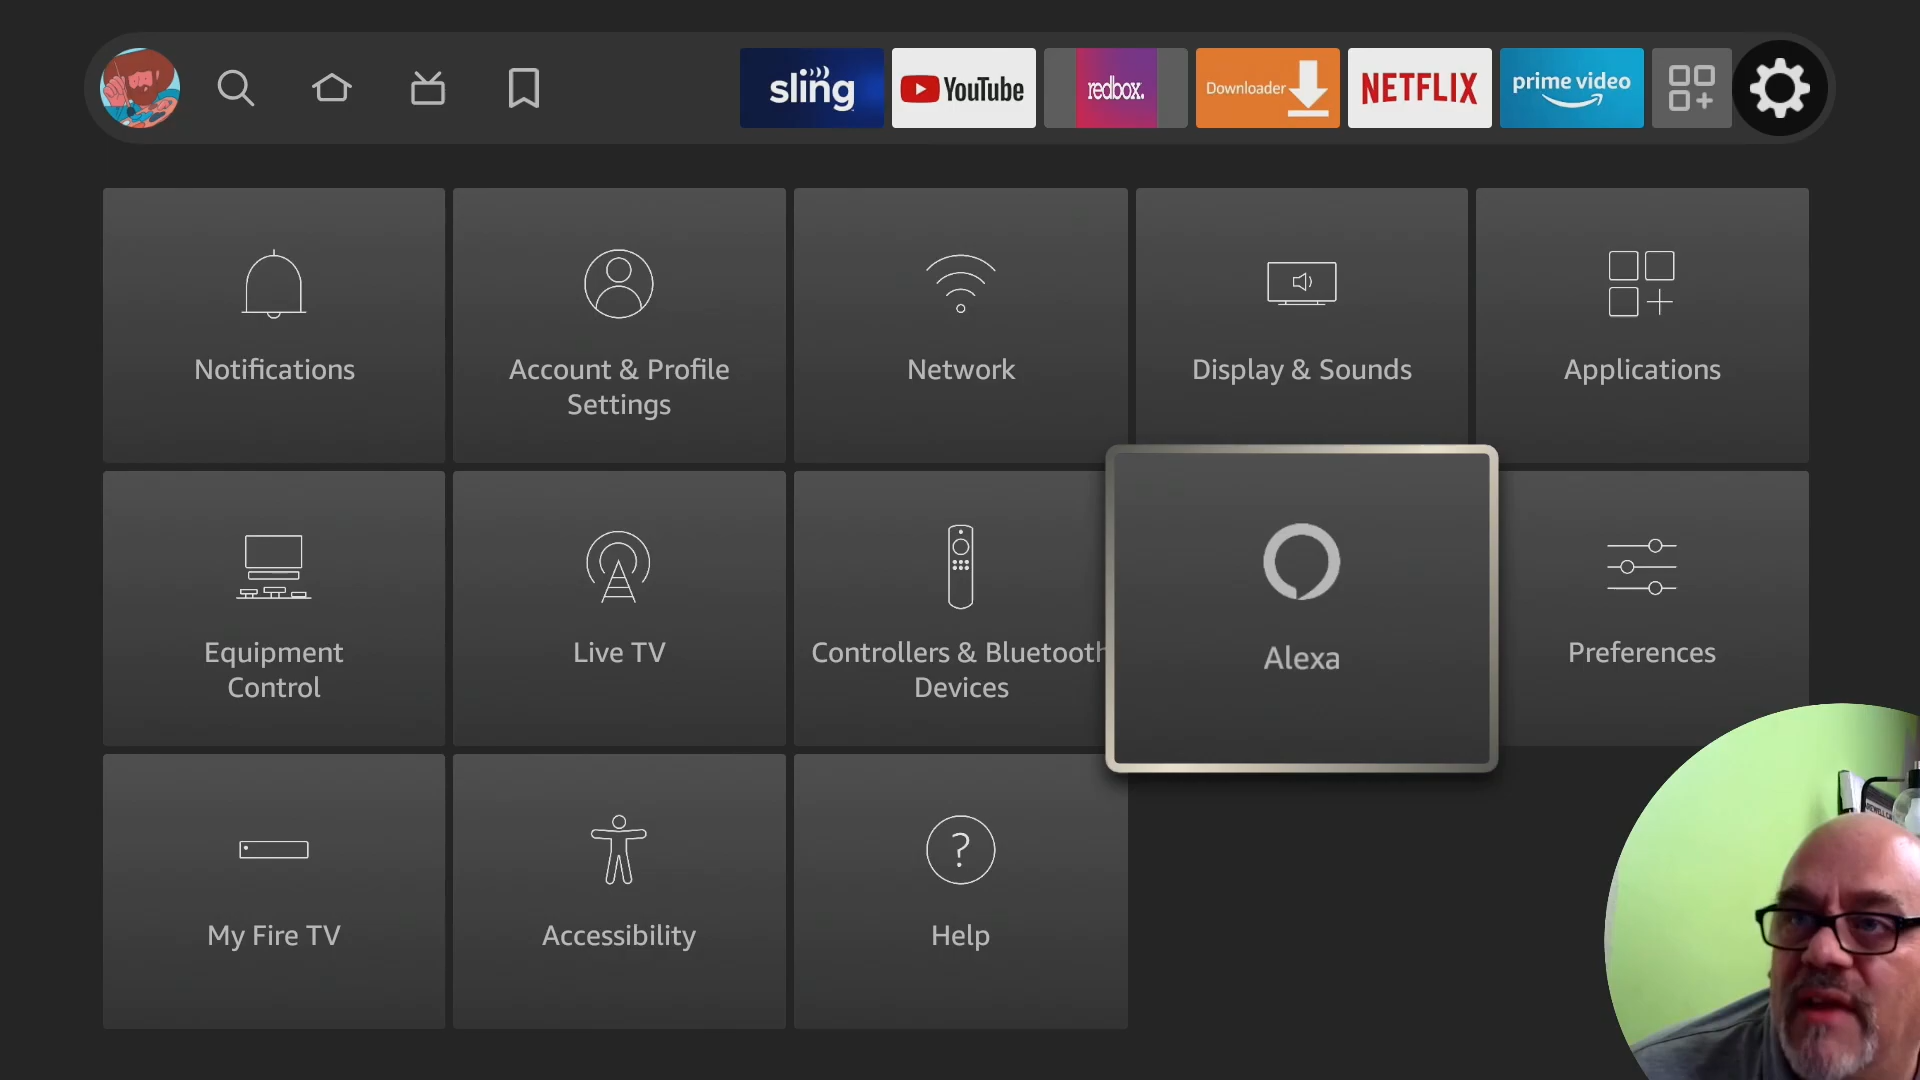 sling
YouTube
redbox.
Downloader
NETFLIX
prime video
Notifications
Account & Profile
Settings
Network
Display & Sounds
Applications
Equipment
Control
Live TV
Controllers & Bluetooth
Devices
Alexa
Preferences
My Fire TV
Accessibility
?
Help